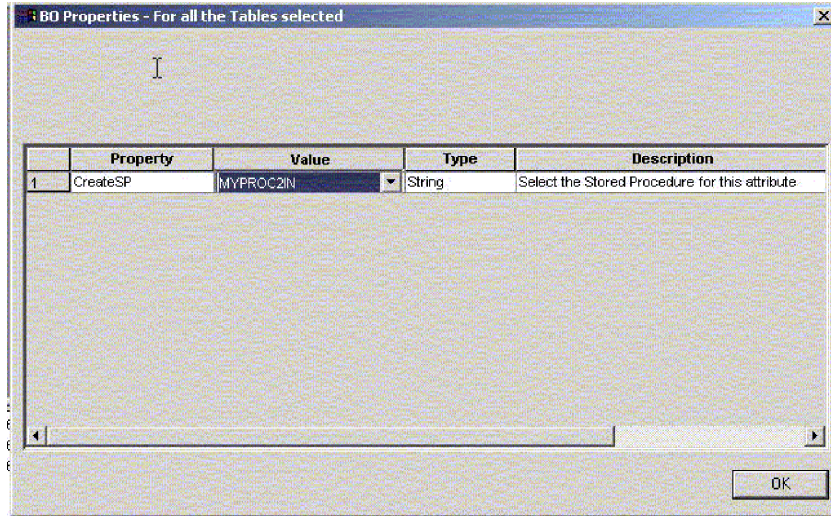 BO Properties - For all the Tables selected
Property Value Type Description
1 CreateSP MYPROC2IN String Select the Stored Procedure for this attribute
OK